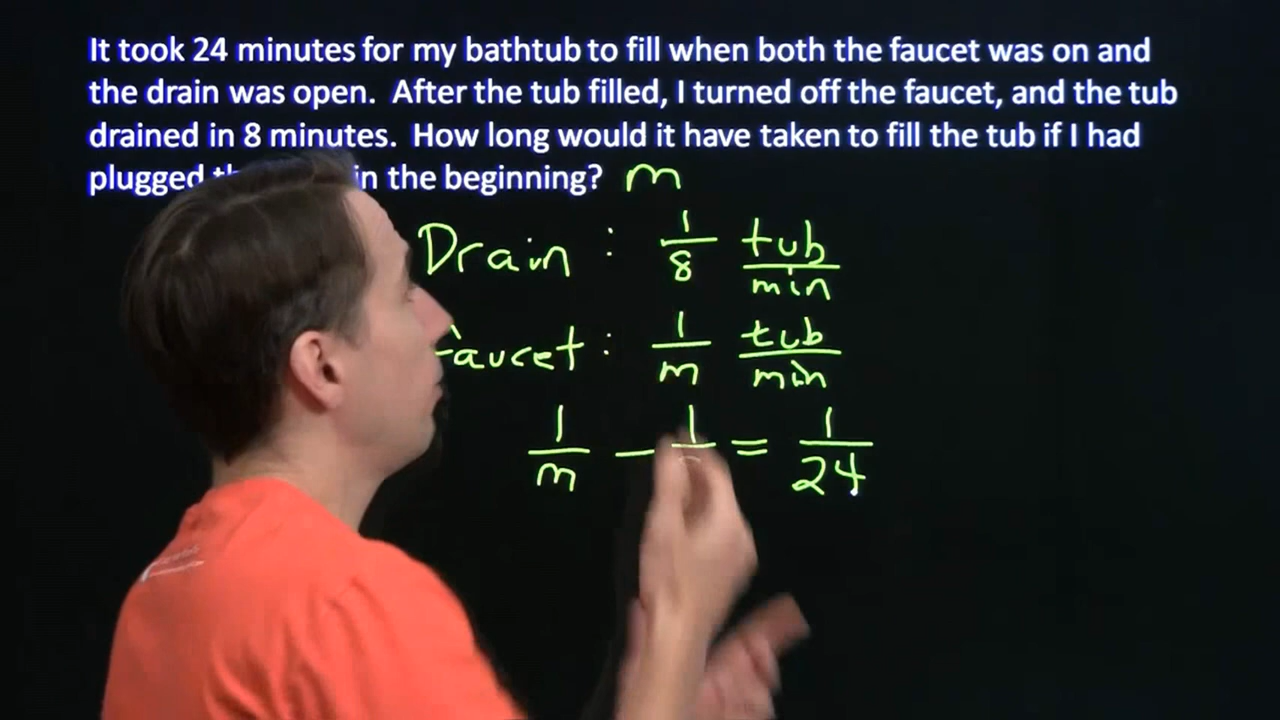 It took 24 minutes for my bathtub to fill when both the faucet was on and
the drain was open. After the tub filled, I turned off the faucet, and the tub
drained in 8 minutes. How long would it have taken to fill the tub if I had
plugged in the beginning? m
Drain : 1/8 tub/min
Faucet : 1/m tub/min
1/m - 1 = 1/24